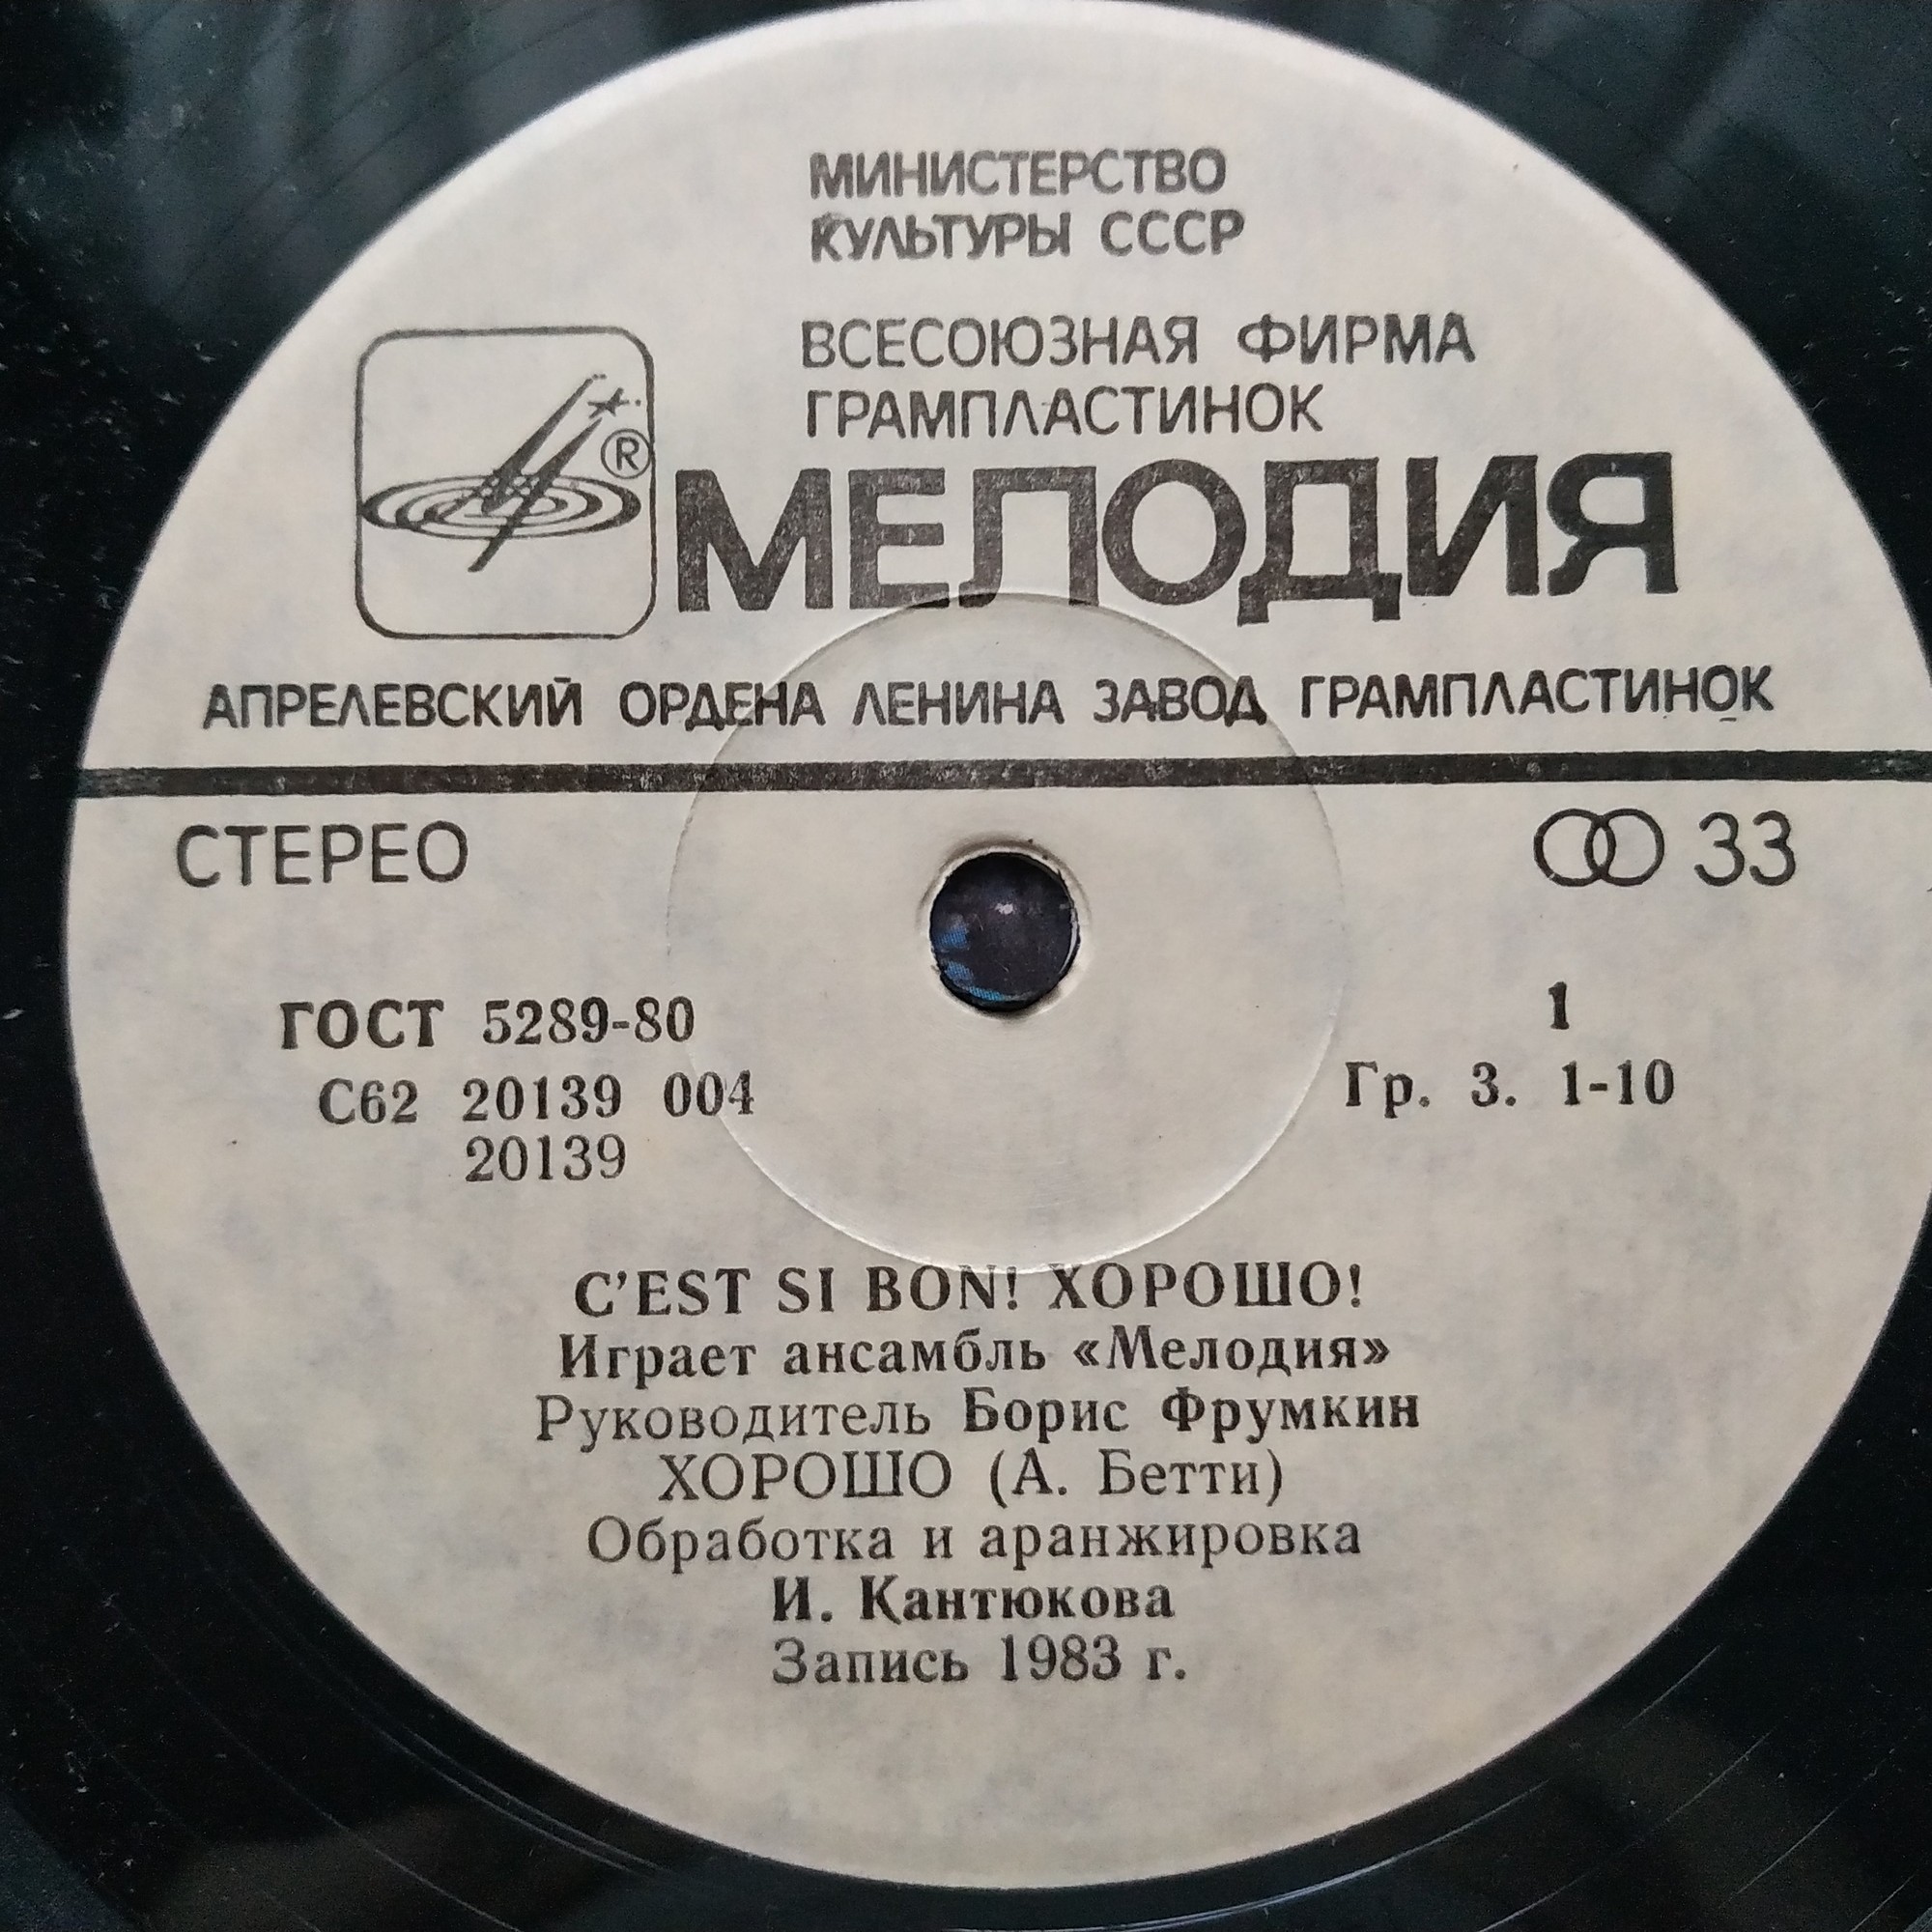 МИНИСТЕРСТВО
КУЛЬТУРЫ СССР
ВСЕСОЮЗНАЯ ФИРМА
ГРАМПЛАСТИНОК
®
МЕЛОДИЯ
АПРЕЛЕВСКИЙ ОРДЕНА ЛЕНИНА ЗАВОД ГРАМПЛАСТИНОК
СТЕРЕО 33
ГОСТ 5289-80 1
С62 20139 004 Гр. 3. 1-10
20139
C'EST SI BON! ХОРОШО!
Играет ансамбль «Мелодия»
Руководитель Борис Фрумкин
ХОРОШО (А. Бетти)
Обработка и аранжировка
И. Кантюкова
Запись 1983 г.